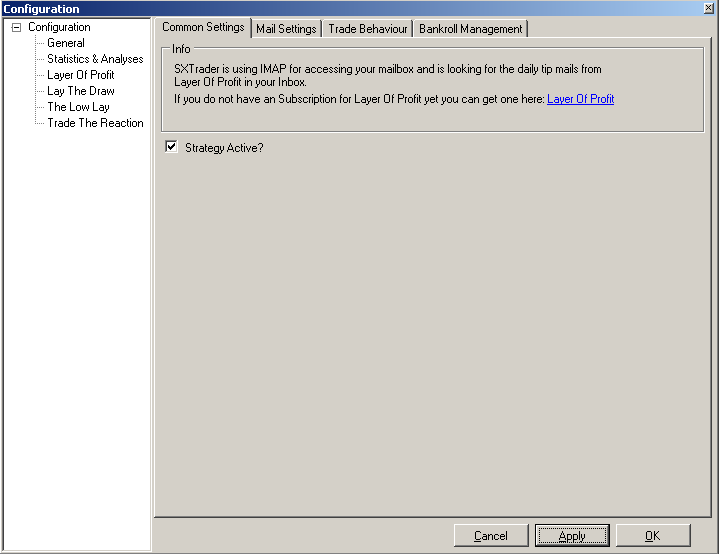 Configuration
Configuration
General
Statistics & Analyses
Layer Of Profit
Lay The Draw
The Low Lay
Trade The Reaction
Common Settings
Mail Settings
Trade Behaviour
Bankroll Management
Info
SXTrader is using IMAP for accessing your mailbox and is looking for the daily tip mails from
Layer Of Profit in your Inbox.
If you do not have an Subscription for Layer Of Profit yet you can get one here: Layer Of Profit
Strategy Active?
Cancel
Apply
OK